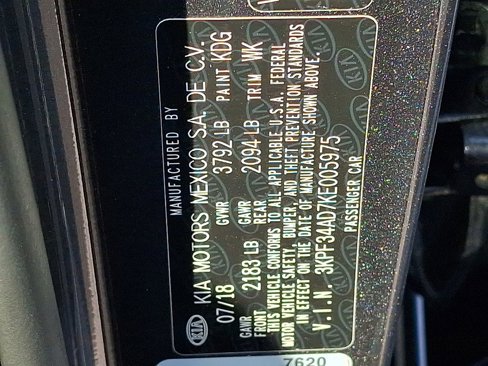 MANUFACTURED BY
KIA KIA MOTORS MEXICO S.A. DE C.V.
07/18 GVWR 3792 LB PAINT KDG
GAWR FRONT 2183 LB GAWR REAR 2094 LB TRIM WK
THIS VEHICLE CONFORMS TO ALL APPLICABLE U.S.A. FEDERAL
MOTOR VEHICLE SAFETY, BUMPER, AND THEFT PREVENTION STANDARDS
IN EFFECT ON THE DATE OF MANUFACTURE SHOWN ABOVE.
V.I.N. 3KPF34AD7KE005975
PASSENGER CAR
7620